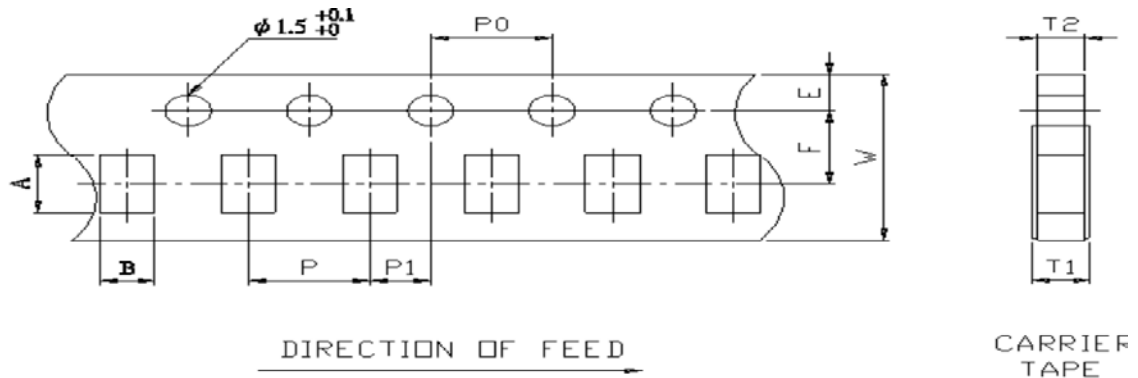 ϕ 1.5 +0.1 +0
P0
T2
E
F
W
A
B
P
P1
T1
DIRECTION OF FEED
CARRIER
TAPE